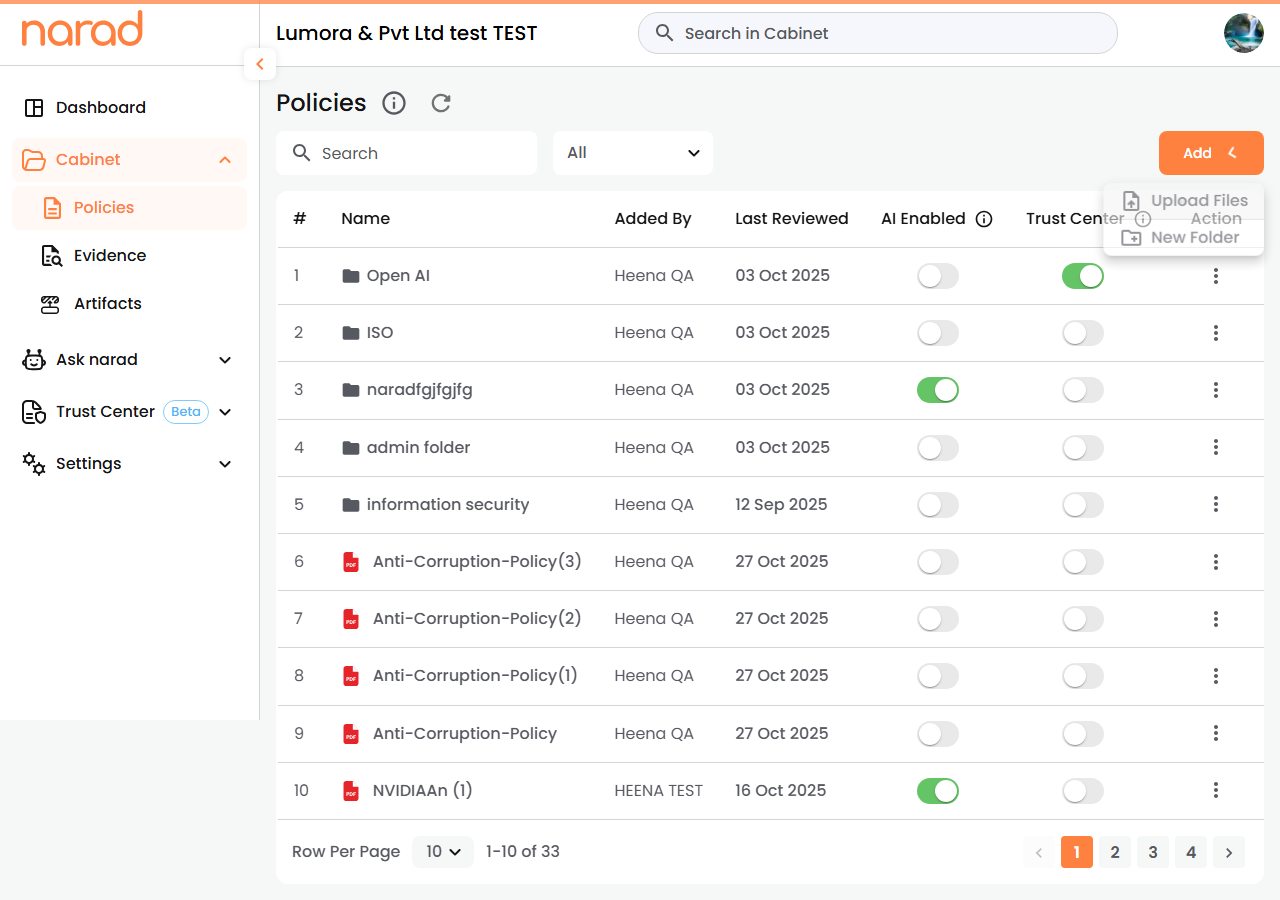 narad
Lumora & Pvt Ltd test TEST
Search in Cabinet
Dashboard
Cabinet
Policies
Evidence
Artifacts
Ask narad
Trust Center Beta
Settings
Policies
Search
All
Add
Upload Files
New Folder
# Name Added By Last Reviewed AI Enabled Trust Center Action
1 Open AI Heena QA 03 Oct 2025
2 ISO Heena QA 03 Oct 2025
3 naradfgjfgjfg Heena QA 03 Oct 2025
4 admin folder Heena QA 03 Oct 2025
5 information security Heena QA 12 Sep 2025
6 PDF Anti-Corruption-Policy(3) Heena QA 27 Oct 2025
7 PDF Anti-Corruption-Policy(2) Heena QA 27 Oct 2025
8 PDF Anti-Corruption-Policy(1) Heena QA 27 Oct 2025
9 PDF Anti-Corruption-Policy Heena QA 27 Oct 2025
10 PDF NVIDIAAn (1) HEENA TEST 16 Oct 2025
Row Per Page 10 1-10 of 33
1 2 3 4